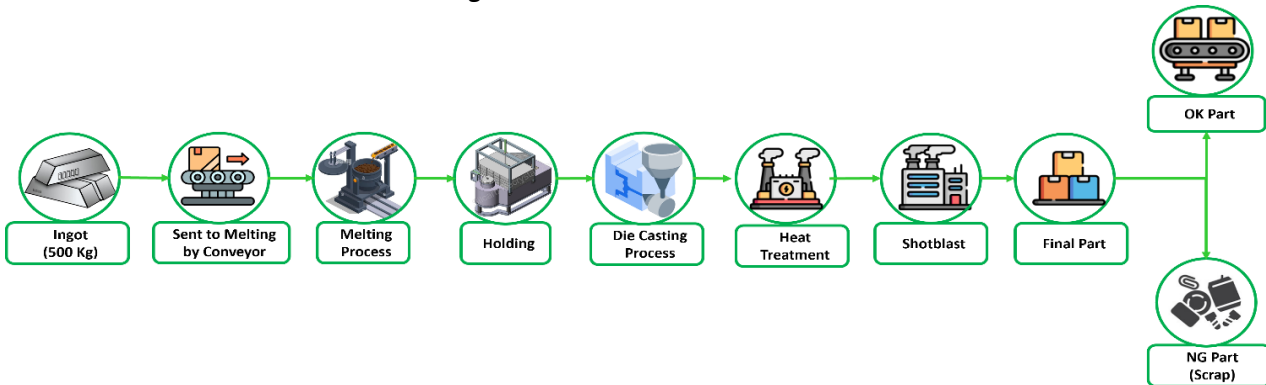 OK Part
Ingot
(500 Kg)
Sent to Melting
by Conveyor
Melting
Process
Holding
Die Casting
Process
Heat
Treatment
Shotblast
Final Part
NG Part
(Scrap)